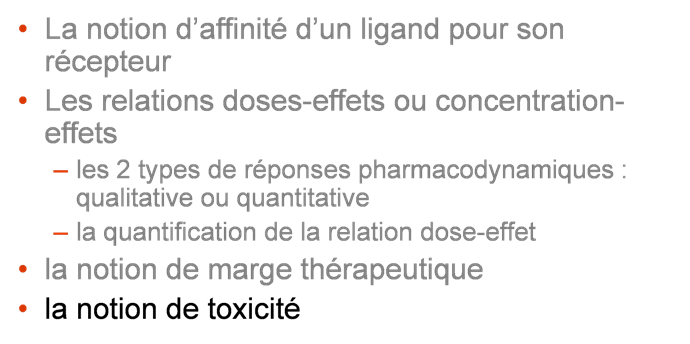 • La notion d’affinité d’un ligand pour son
récepteur
• Les relations doses-effets ou concentration-
effets
– les 2 types de réponses pharmacodynamiques :
qualitative ou quantitative
– la quantification de la relation dose-effet
• la notion de marge thérapeutique
• la notion de toxicité